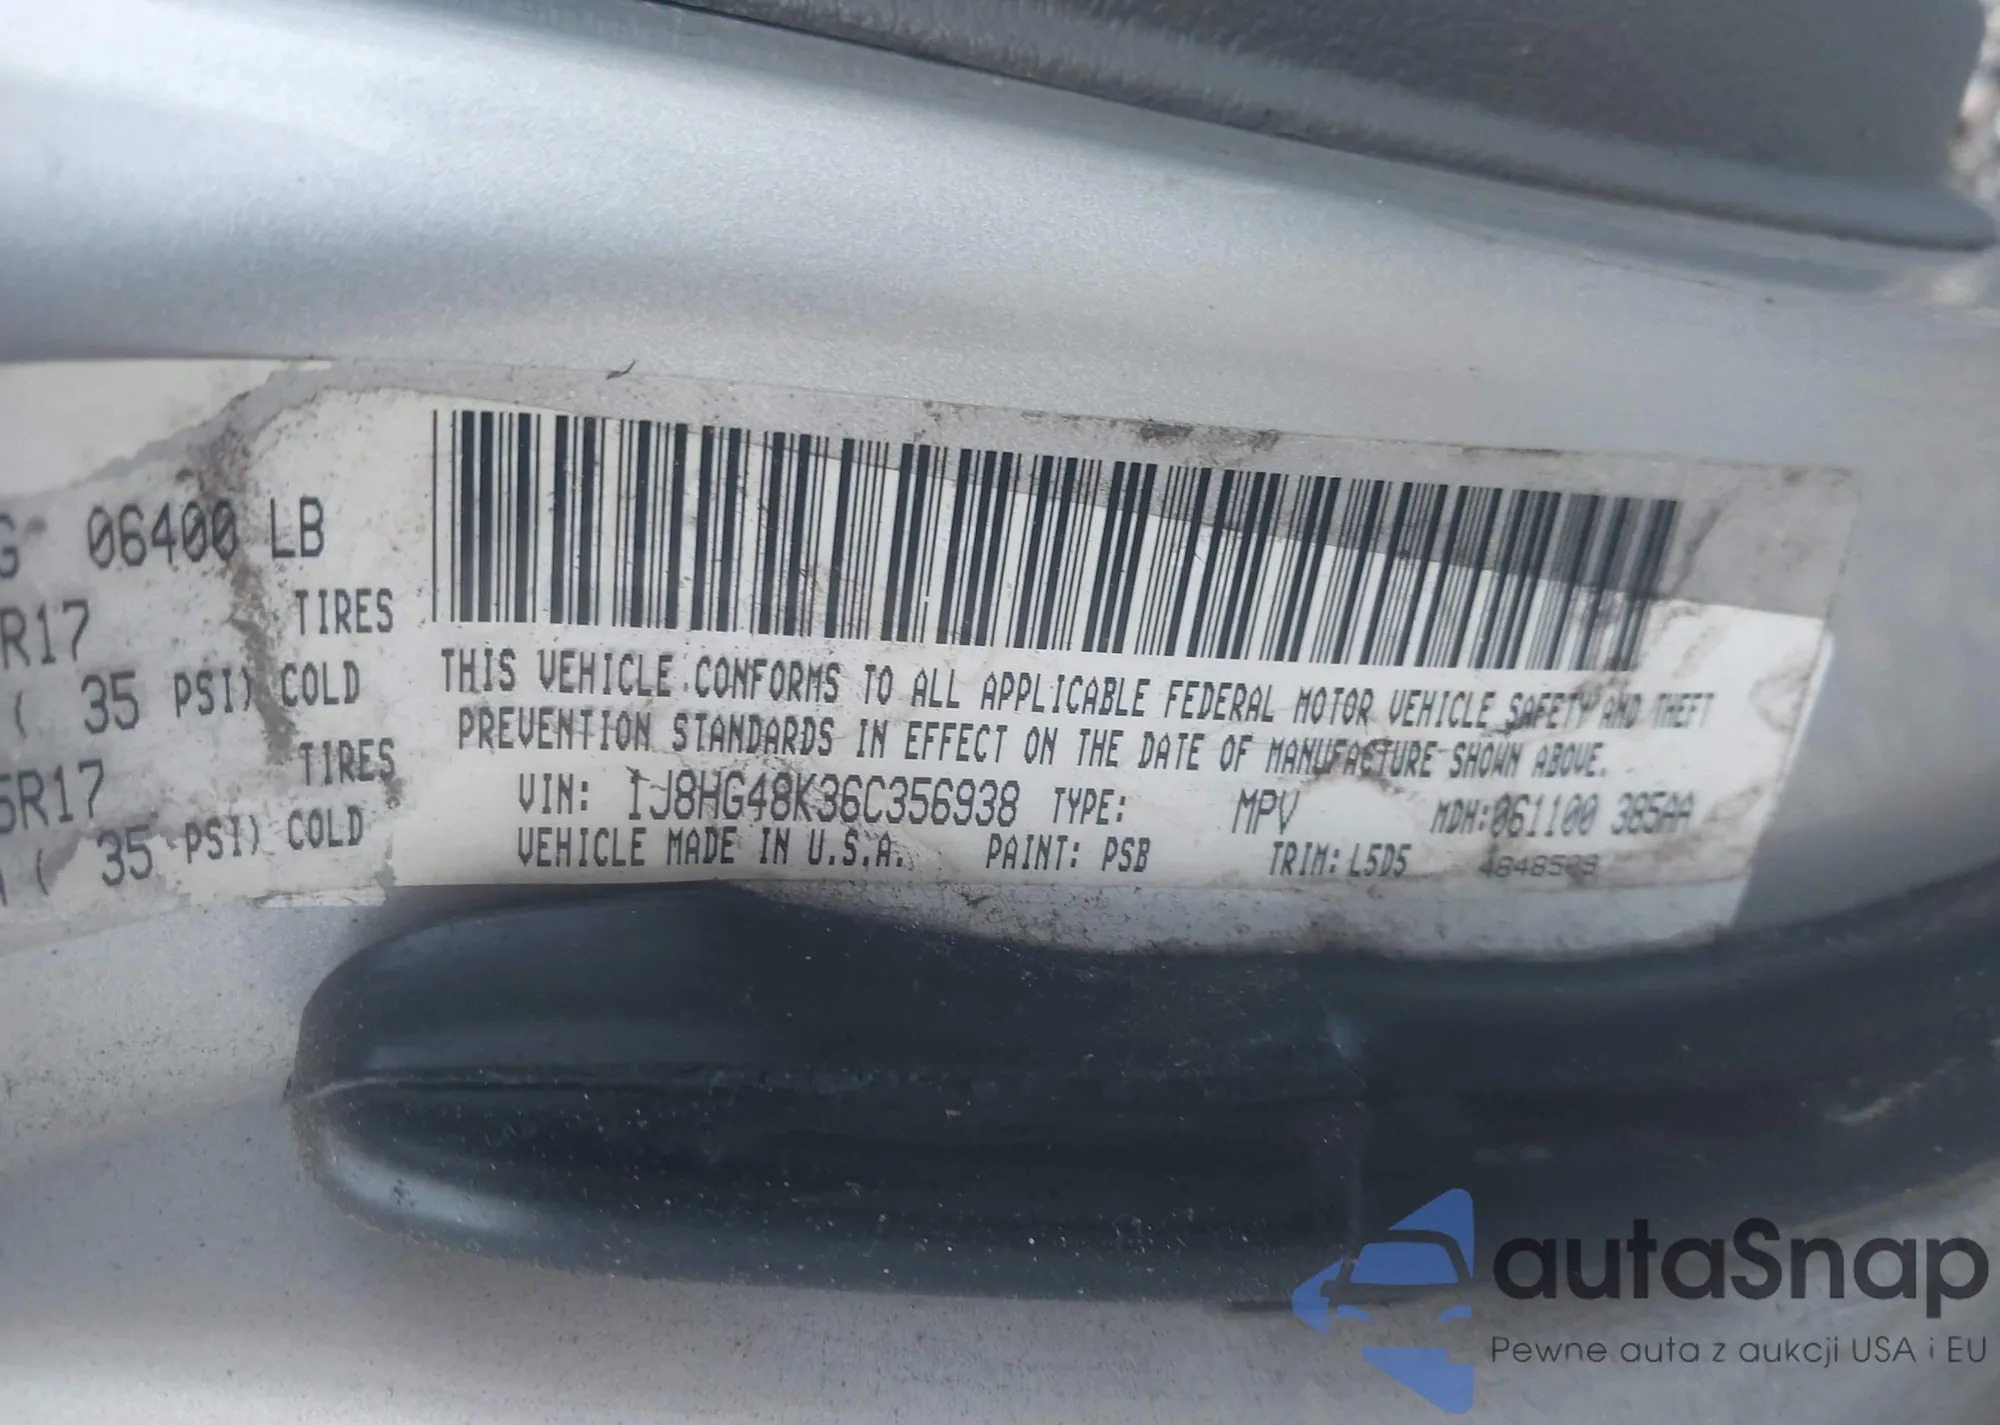 G 06400 LB
R17 TIRES
( 35 PSI) COLD
5R17 TIRES
( 35 PSI) COLD
THIS VEHICLE CONFORMS TO ALL APPLICABLE FEDERAL MOTOR VEHICLE SAFETY AND THEFT
PREVENTION STANDARDS IN EFFECT ON THE DATE OF MANUFACTURE SHOWN ABOVE.
VIN: 1J8HG48K36C356938 TYPE: MPV MDH:061100 385AA
VEHICLE MADE IN U.S.A. PAINT: PSB TRIM: L5D5
autaSnap
Pewne auta z aukcji USA i EU